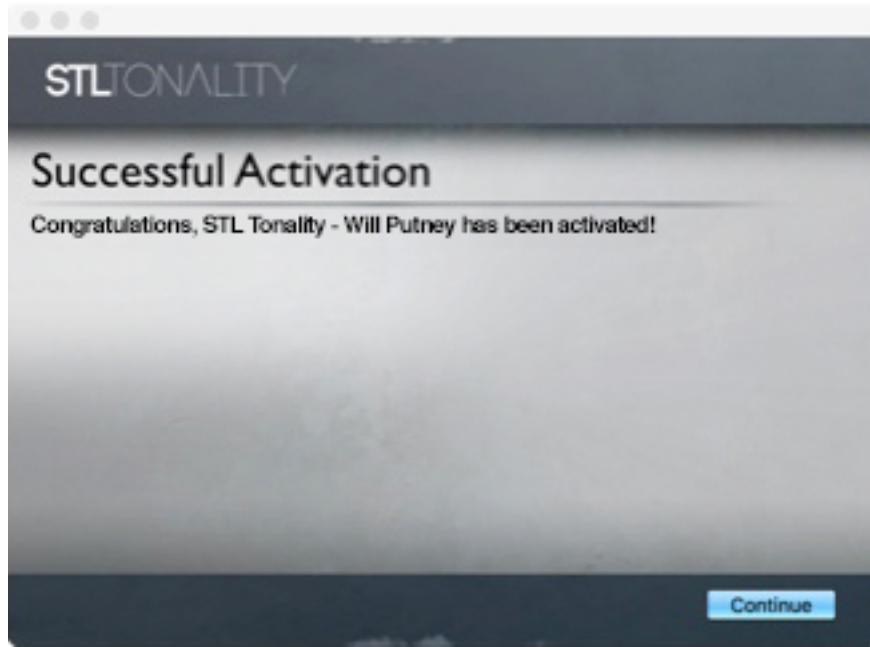 STLTONALITY
Successful Activation
Congratulations, STL Tonality - Will Putney has been activated!
Continue